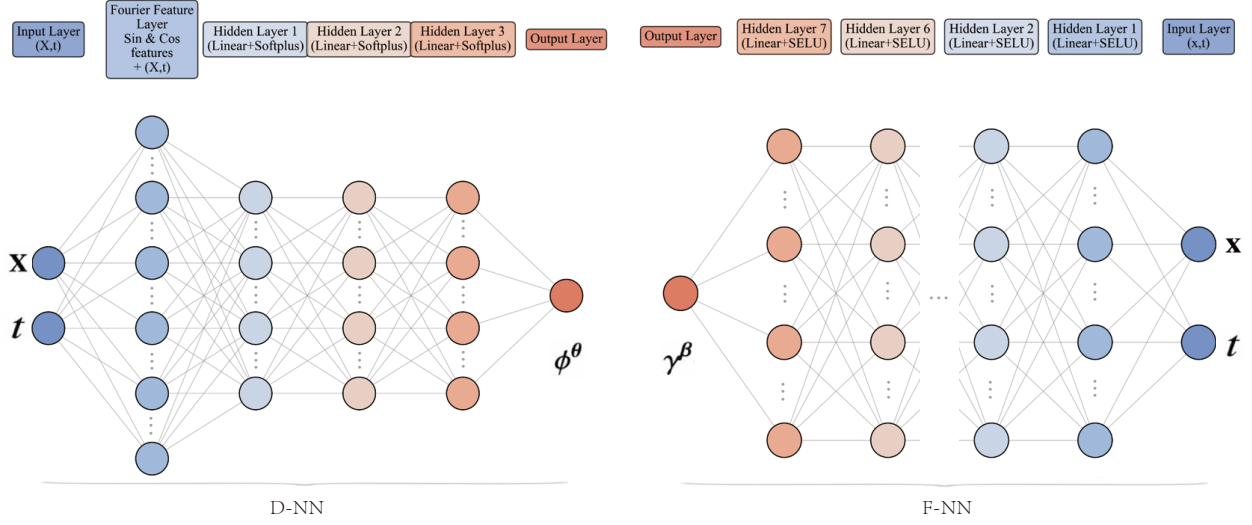 Input Layer
(X,t)
Fourier Feature
Layer
Sin & Cos
features
+ (X,t)
Hidden Layer 1
(Linear+Softplus)
Hidden Layer 2
(Linear+Softplus)
Hidden Layer 3
(Linear+Softplus)
Output Layer
Output Layer
Hidden Layer 7
(Linear+SELU)
Hidden Layer 6
(Linear+SELU)
Hidden Layer 2
(Linear+SELU)
Hidden Layer 1
(Linear+SELU)
Input Layer
(x,t)
x
t
ϕ^θ
γ^β
x
t
D-NN
F-NN